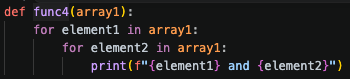 def func4(array1):
    for element1 in array1:
        for element2 in array1:
            print(f"{element1} and {element2}")